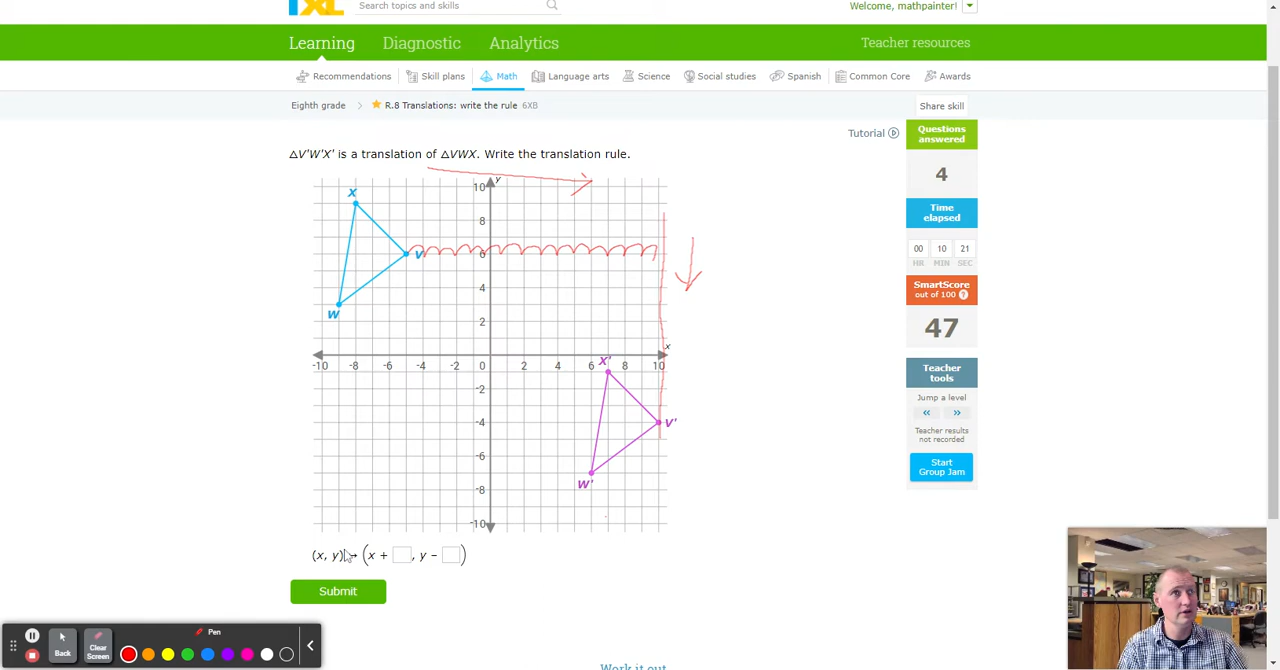 IXL
Search topics and skills
Welcome, mathpainter!
Learning
Diagnostic
Analytics
Teacher resources
Recommendations
Skill plans
Math
Language arts
Science
Social studies
Spanish
Common Core
Awards
Eighth grade
R.8 Translations: write the rule 6XB
Share skill
Tutorial
△V'W'X' is a translation of △VWX. Write the translation rule.
Questions
answered
4
Time
elapsed
00 10 21
HR MIN SEC
SmartScore
out of 100 ?
47
Teacher
tools
Jump a level
<< >>
Teacher results
not recorded
Start
Group Jam
y
10
8
6
4
2
x
-10 -8 -6 -4 -2 0 2 4 6 8 10
-2
-4
-6
-8
-10
X
V
W
X'
V'
W'
(x, y) → (x + , y – )
Submit
Pen
Back
Clear
Screen
Work it out